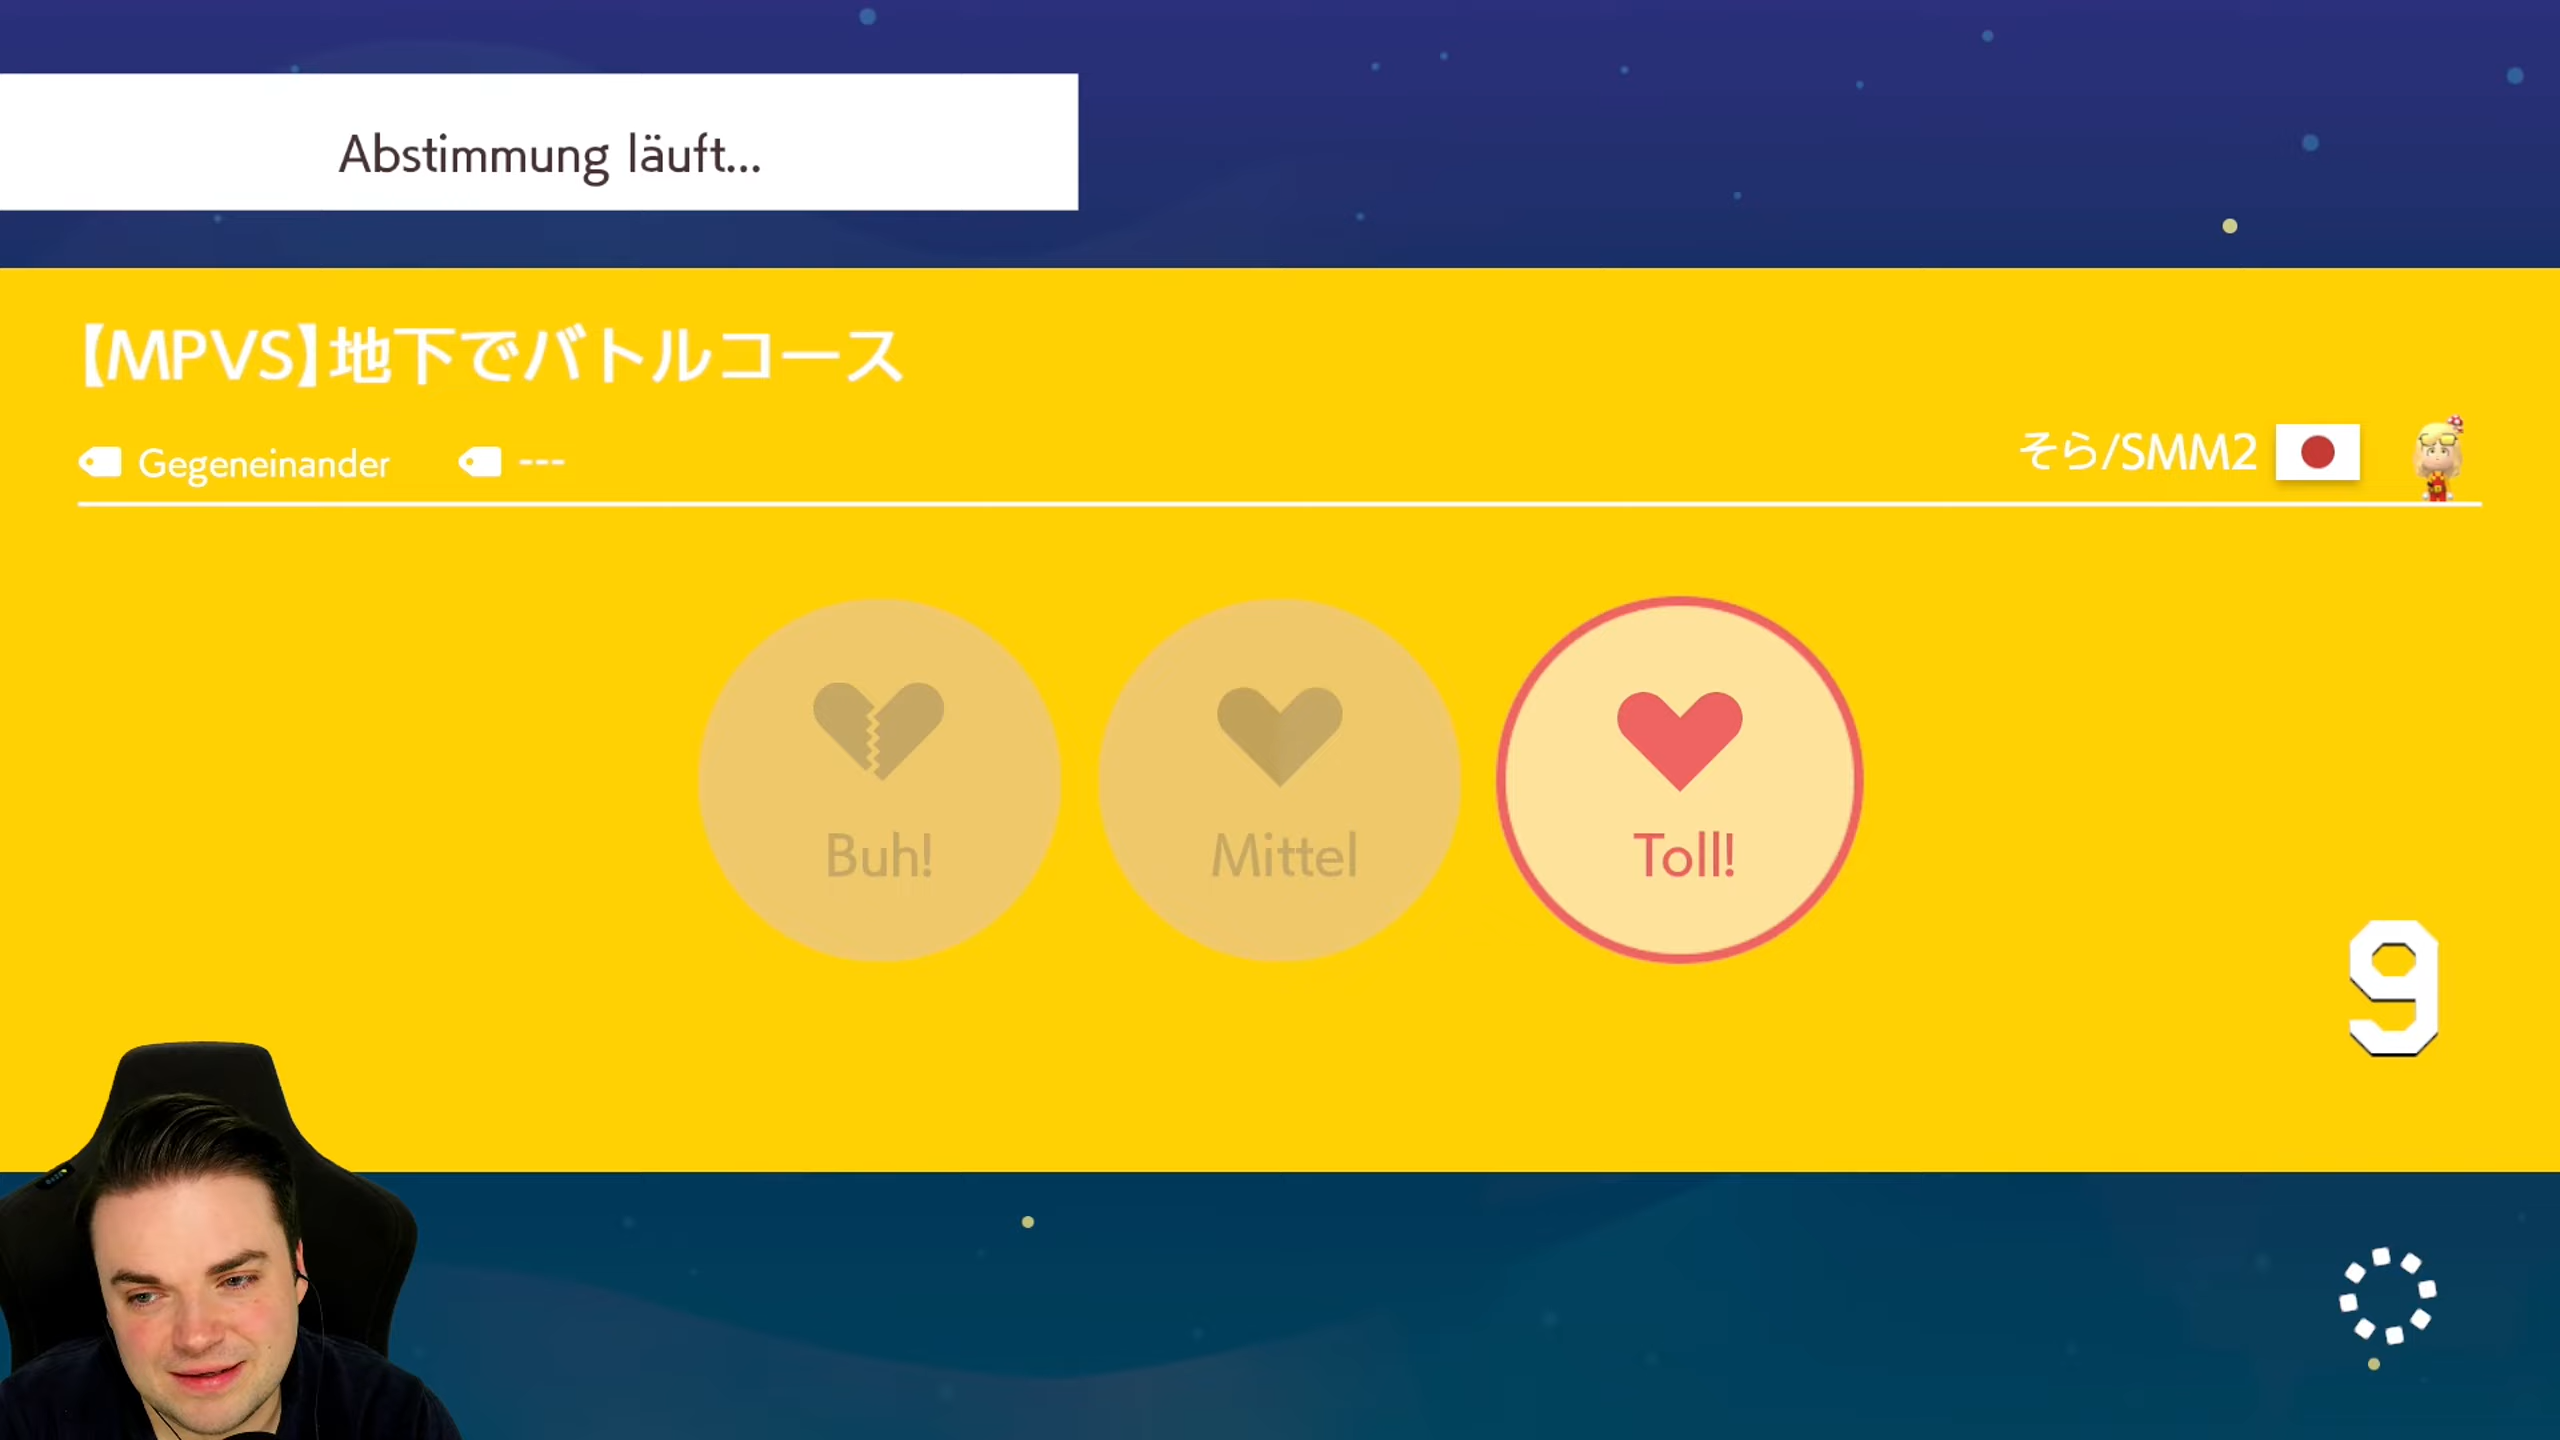 Abstimmung läuft...
【MPVS】地下でバトルコース
Gegeneinander ---
そら/SMM2
Buh! Mittel Toll!
9